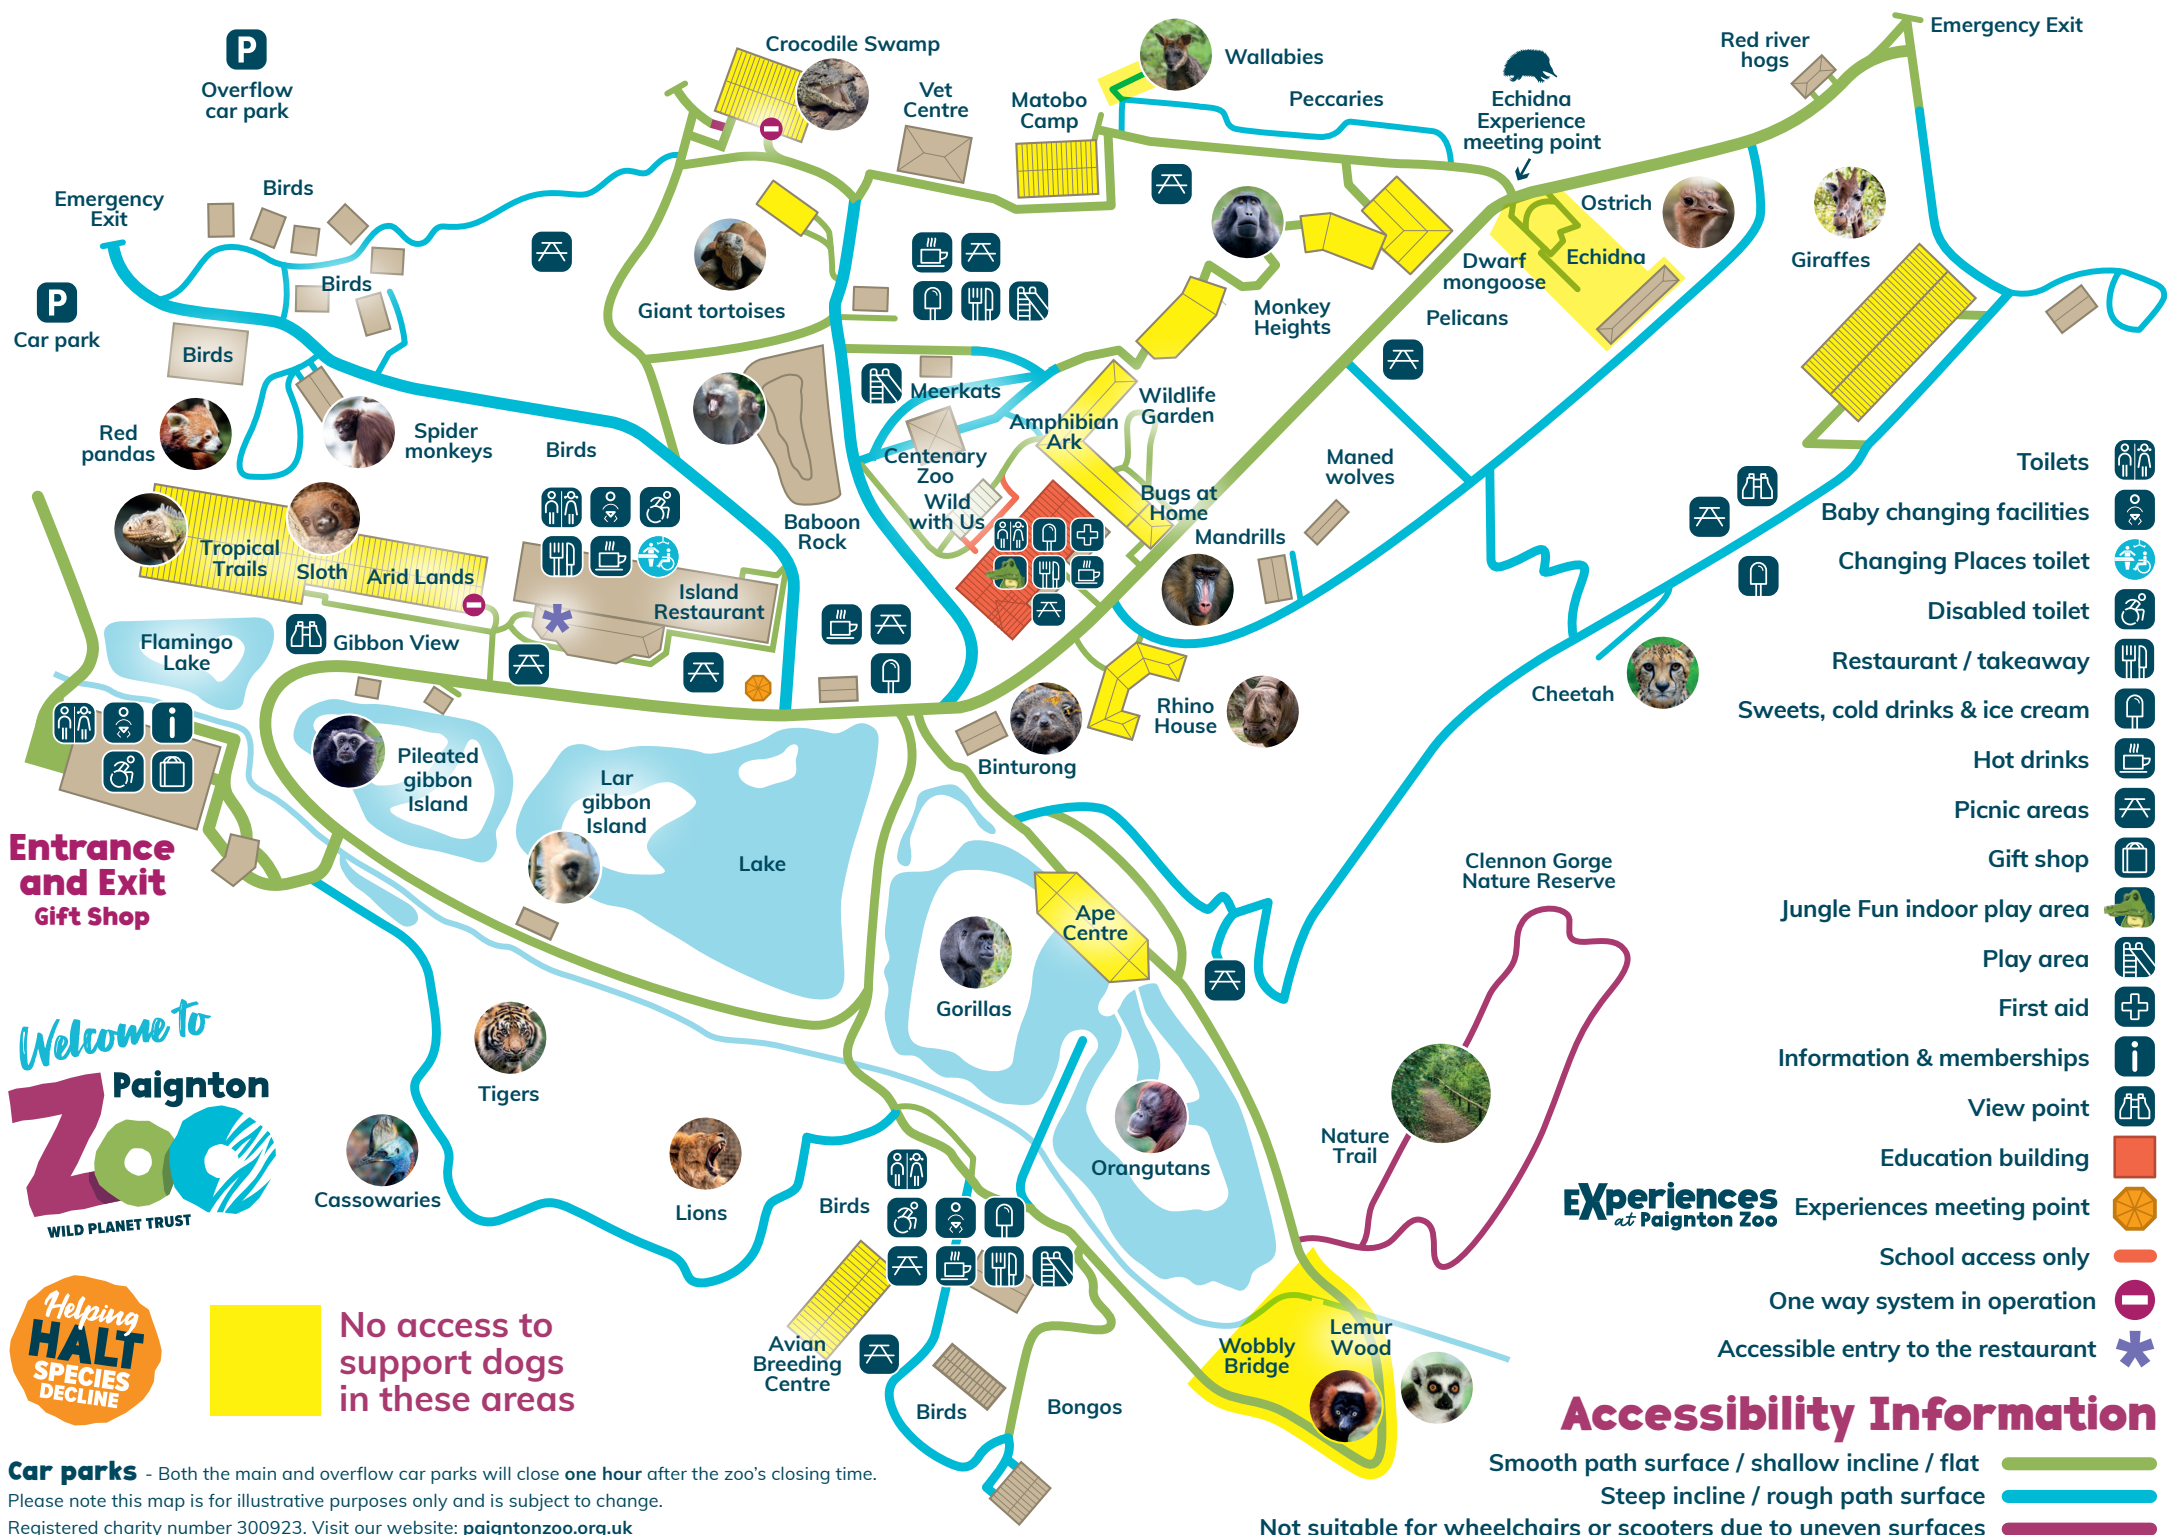 P
Overflow
car park
Crocodile Swamp
Vet
Centre
Matobo
Camp
Wallabies
Peccaries
Echidna
Experience
meeting point
Red river
hogs
Emergency Exit
Emergency
Exit
Birds
Birds
P
Car park
Birds
Giant tortoises
Ostrich
Echidna
Dwarf
mongoose
Giraffes
Monkey
Heights
Pelicans
Red
pandas
Spider
monkeys
Birds
Meerkats
Amphibian
Ark
Wildlife
Garden
Centenary
Zoo
Wild
with Us
Bugs at
Home
Maned
wolves
Mandrills
Baboon
Rock
Tropical
Trails
Sloth
Arid Lands
Island
Restaurant
Flamingo
Lake
Gibbon View
Pileated
gibbon
Island
Lar
gibbon
Island
Lake
Binturong
Rhino
House
Cheetah
Entrance
and Exit
Gift Shop
Ape
Centre
Gorillas
Clennon Gorge
Nature Reserve
Nature
Trail
Orangutans
Tigers
Cassowaries
Lions
Birds
Avian
Breeding
Centre
Birds
Bongos
Wobbly
Bridge
Lemur
Wood
Toilets
Baby changing facilities
Changing Places toilet
Disabled toilet
Restaurant / takeaway
Sweets, cold drinks & ice cream
Hot drinks
Picnic areas
Gift shop
Jungle Fun indoor play area
Play area
First aid
Information & memberships
View point
Education building
EXperiences
at Paignton Zoo
Experiences meeting point
School access only
One way system in operation
Accessible entry to the restaurant
Accessibility Information
Smooth path surface / shallow incline / flat
Steep incline / rough path surface
Not suitable for wheelchairs or scooters due to uneven surfaces
Welcome to
Paignton
ZOO
WILD PLANET TRUST
Helping
HALT
SPECIES
DECLINE
No access to
support dogs
in these areas
Car parks - Both the main and overflow car parks will close one hour after the zoo's closing time.
Please note this map is for illustrative purposes only and is subject to change.
Registered charity number 300923. Visit our website: paigntonzoo.org.uk